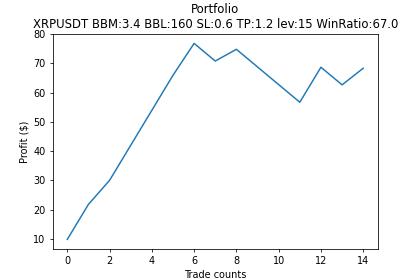 Portfolio
XRPUSDT BBM:3.4 BBL:160 SL:0.6 TP:1.2 lev:15 WinRatio:67.0
80
70
60
50
40
30
20
10
Profit ($)
0 2 4 6 8 10 12 14
Trade counts